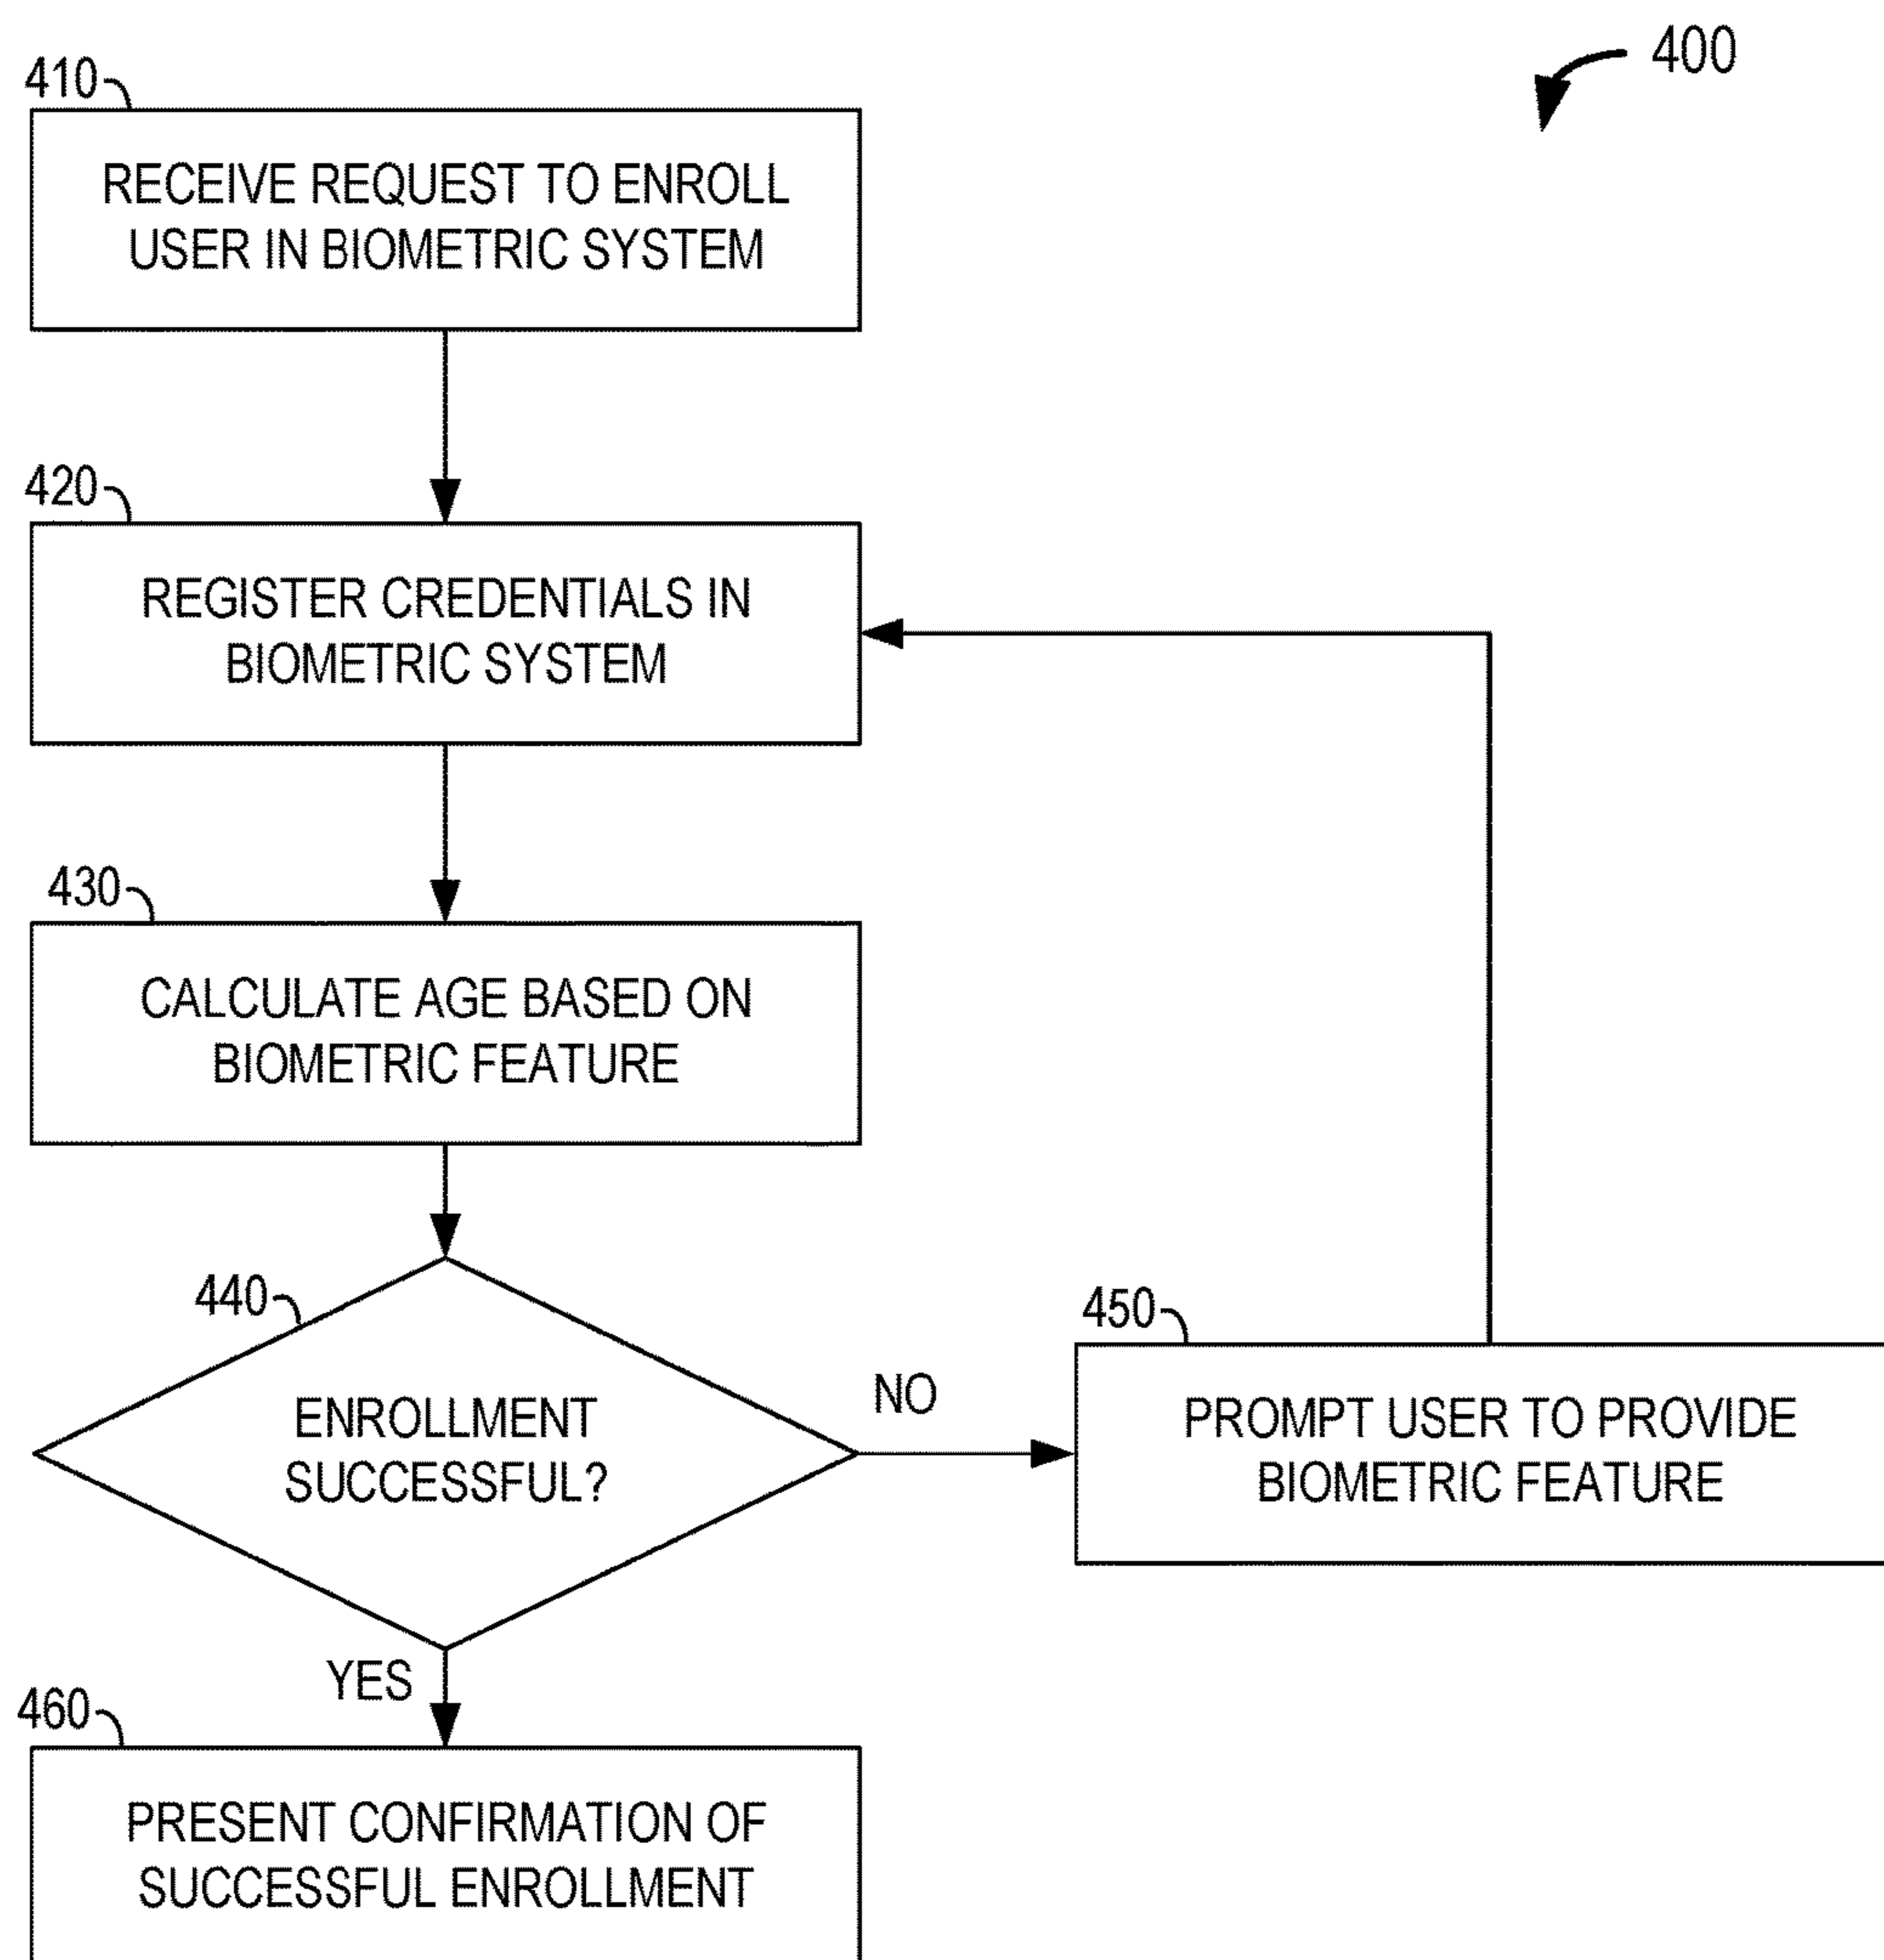 400
410
RECEIVE REQUEST TO ENROLL
USER IN BIOMETRIC SYSTEM
420
REGISTER CREDENTIALS IN
BIOMETRIC SYSTEM
430
CALCULATE AGE BASED ON
BIOMETRIC FEATURE
440
ENROLLMENT
SUCCESSFUL?
NO
450
PROMPT USER TO PROVIDE
BIOMETRIC FEATURE
YES
460
PRESENT CONFIRMATION OF
SUCCESSFUL ENROLLMENT